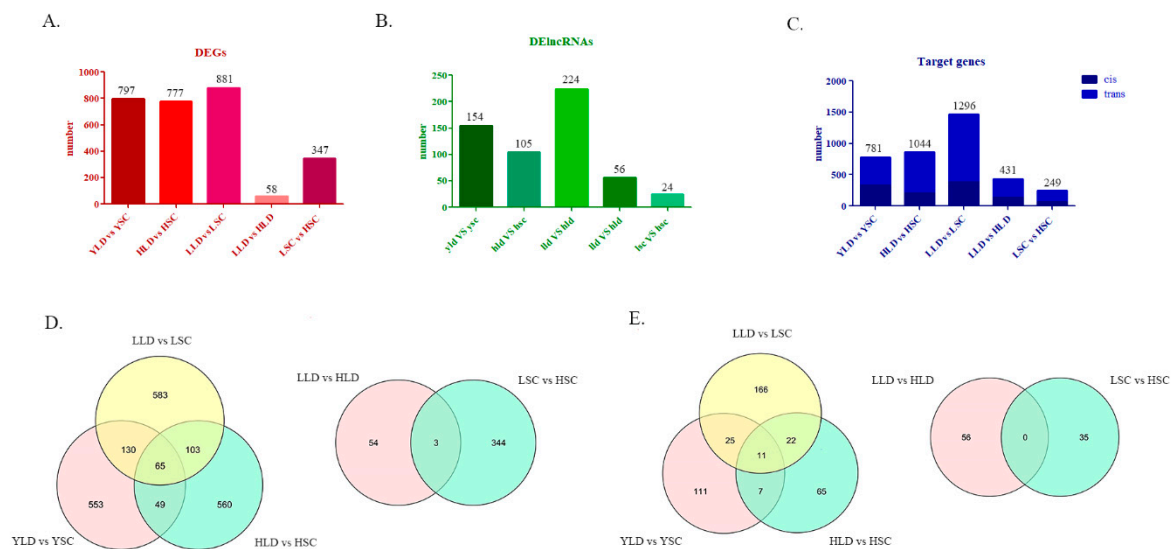 A.
DEGs
number
1000
800
600
400
200
0
797
777
881
58
347
YLD vs YSC
HLD vs HSC
LLD vs LSC
LLD vs HLD
LSC vs HSC
B.
DElncRNAs
number
250
200
150
100
50
0
154
105
224
56
24
yld VS ysc
hld VS hsc
lld VS hld
lld VS hld
lsc VS hsc
C.
Target genes
number
2000
1500
1000
500
0
781
1044
1296
431
249
YLD vs YSC
HLD vs HSC
LLD vs LSC
LLD vs HLD
LSC vs HSC
cis
trans
D.
LLD vs LSC
583
130
103
65
553
49
560
YLD vs YSC
HLD vs HSC
LLD vs HLD
LSC vs HSC
54
3
344
E.
LLD vs LSC
166
25
22
11
111
7
65
YLD vs YSC
HLD vs HSC
LLD vs HLD
LSC vs HSC
56
0
35